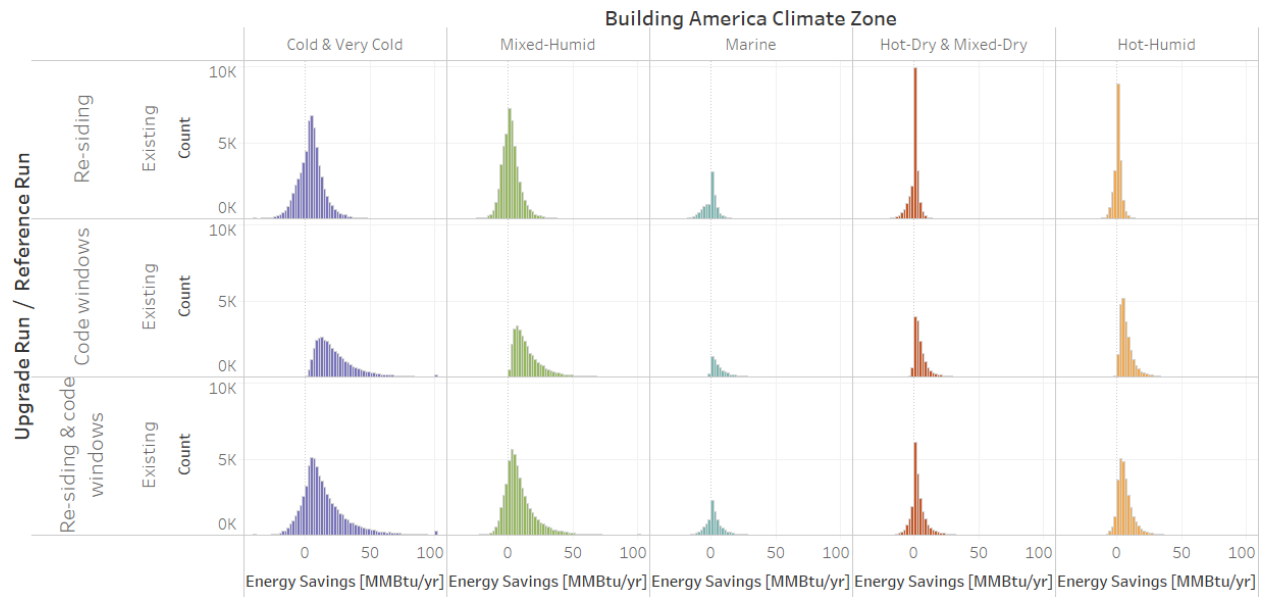 Building America Climate Zone
Cold & Very Cold
Mixed-Humid
Marine
Hot-Dry & Mixed-Dry
Hot-Humid
Upgrade Run / Reference Run
Re-siding
Existing
Count
10K
5K
0K
Code windows
Existing
Count
10K
5K
0K
Re-siding & code
windows
Existing
Count
10K
5K
0K
0 50 100
0 50 100
0 50 100
0 50 100
0 50 100
Energy Savings [MMBtu/yr]
Energy Savings [MMBtu/yr]
Energy Savings [MMBtu/yr]
Energy Savings [MMBtu/yr]
Energy Savings [MMBtu/yr]